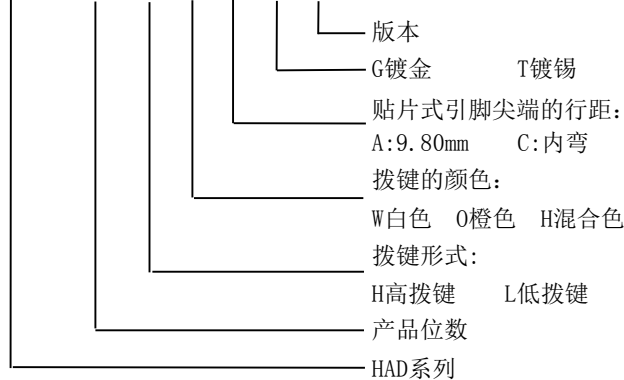 版本
G镀金 T镀锡
贴片式引脚尖端的行距:
A:9.80mm C:内弯
拨键的颜色:
W白色 O橙色 H混合色
拨键形式:
H高拨键 L低拨键
产品位数
HAD系列